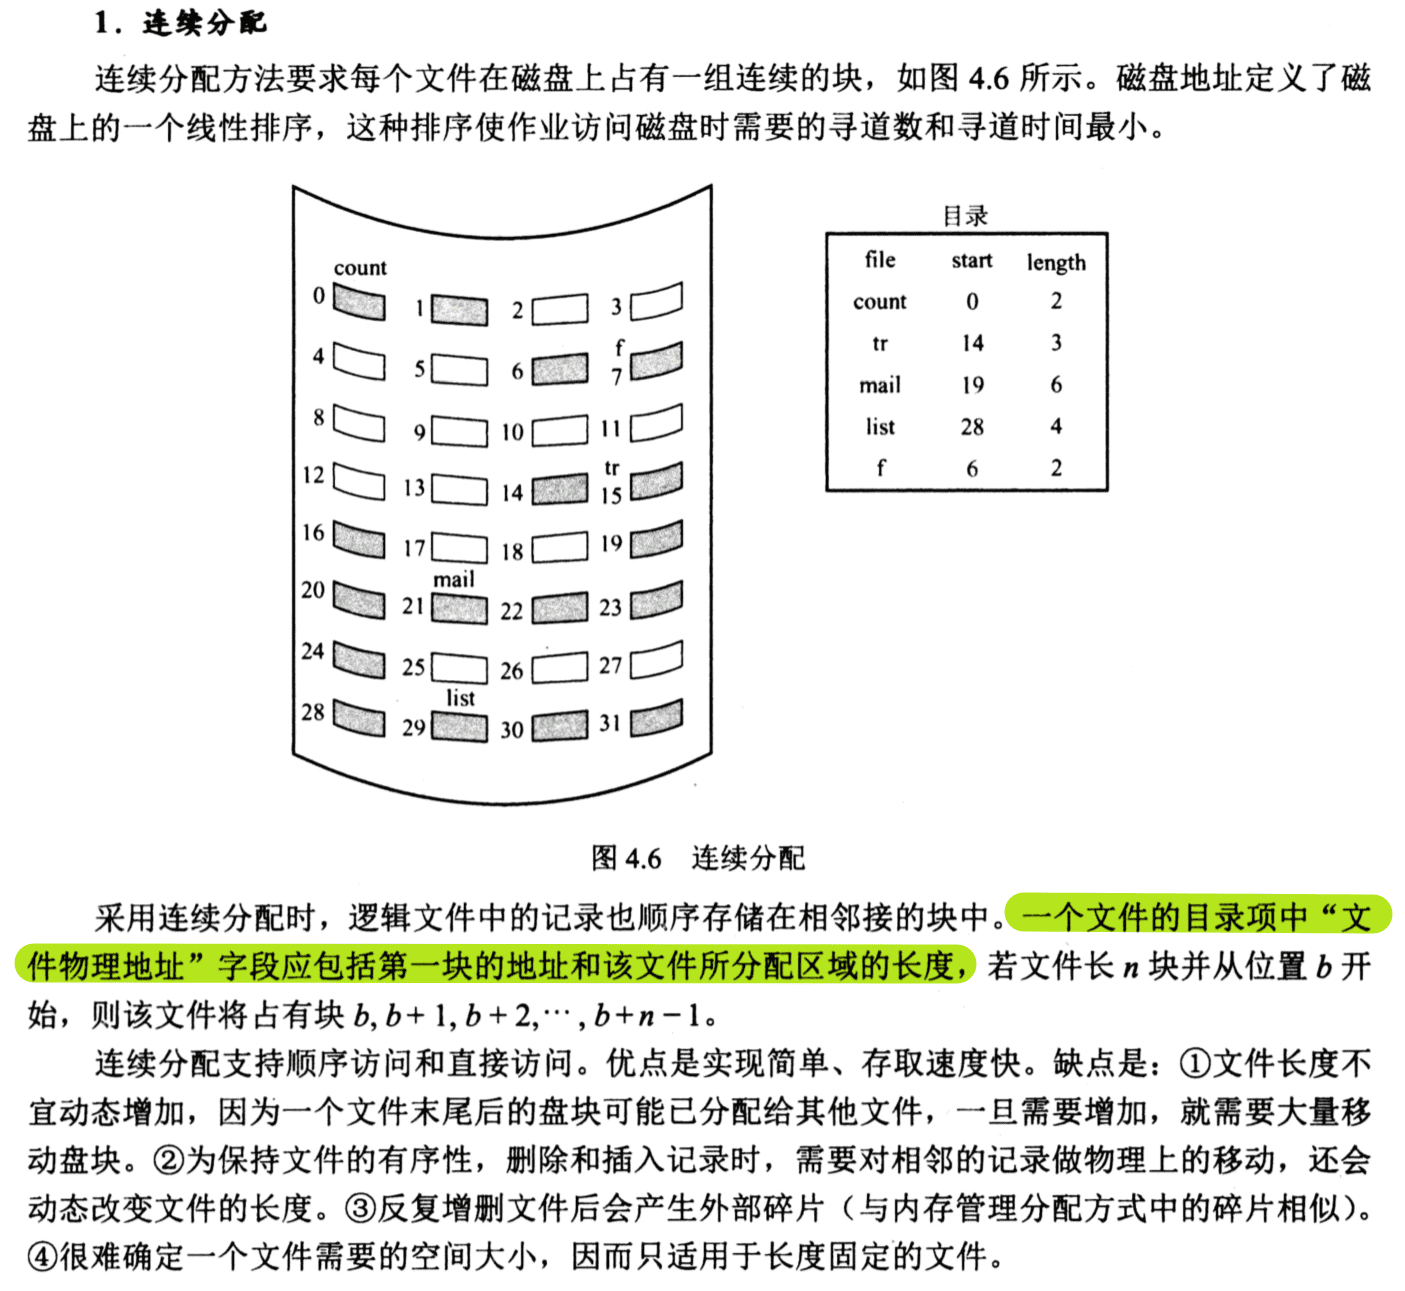 1. 连续分配
连续分配方法要求每个文件在磁盘上占有一组连续的块，如图 4.6 所示。磁盘地址定义了磁
盘上的一个线性排序，这种排序使作业访问磁盘时需要的寻道数和寻道时间最小。
count
0 1 2 3
f
4 5 6 7
8 9 10 11
tr
12 13 14 15
16 17 18 19
mail
20 21 22 23
24 25 26 27
list
28 29 30 31
目录
file start length
count 0 2
tr 14 3
mail 19 6
list 28 4
f 6 2
图 4.6 连续分配
采用连续分配时，逻辑文件中的记录也顺序存储在相邻接的块中。一个文件的目录项中“文
件物理地址”字段应包括第一块的地址和该文件所分配区域的长度，若文件长 n 块并从位置 b 开
始，则该文件将占有块 b, b+1, b+2,⋯, b+n−1。
连续分配支持顺序访问和直接访问。优点是实现简单、存取速度快。缺点是：①文件长度不
宜动态增加，因为一个文件末尾后的盘块可能已分配给其他文件，一旦需要增加，就需要大量移
动盘块。②为保持文件的有序性，删除和插入记录时，需要对相邻的记录做物理上的移动，还会
动态改变文件的长度。③反复增删文件后会产生外部碎片（与内存管理分配方式中的碎片相似）。
④很难确定一个文件需要的空间大小，因而只适用于长度固定的文件。